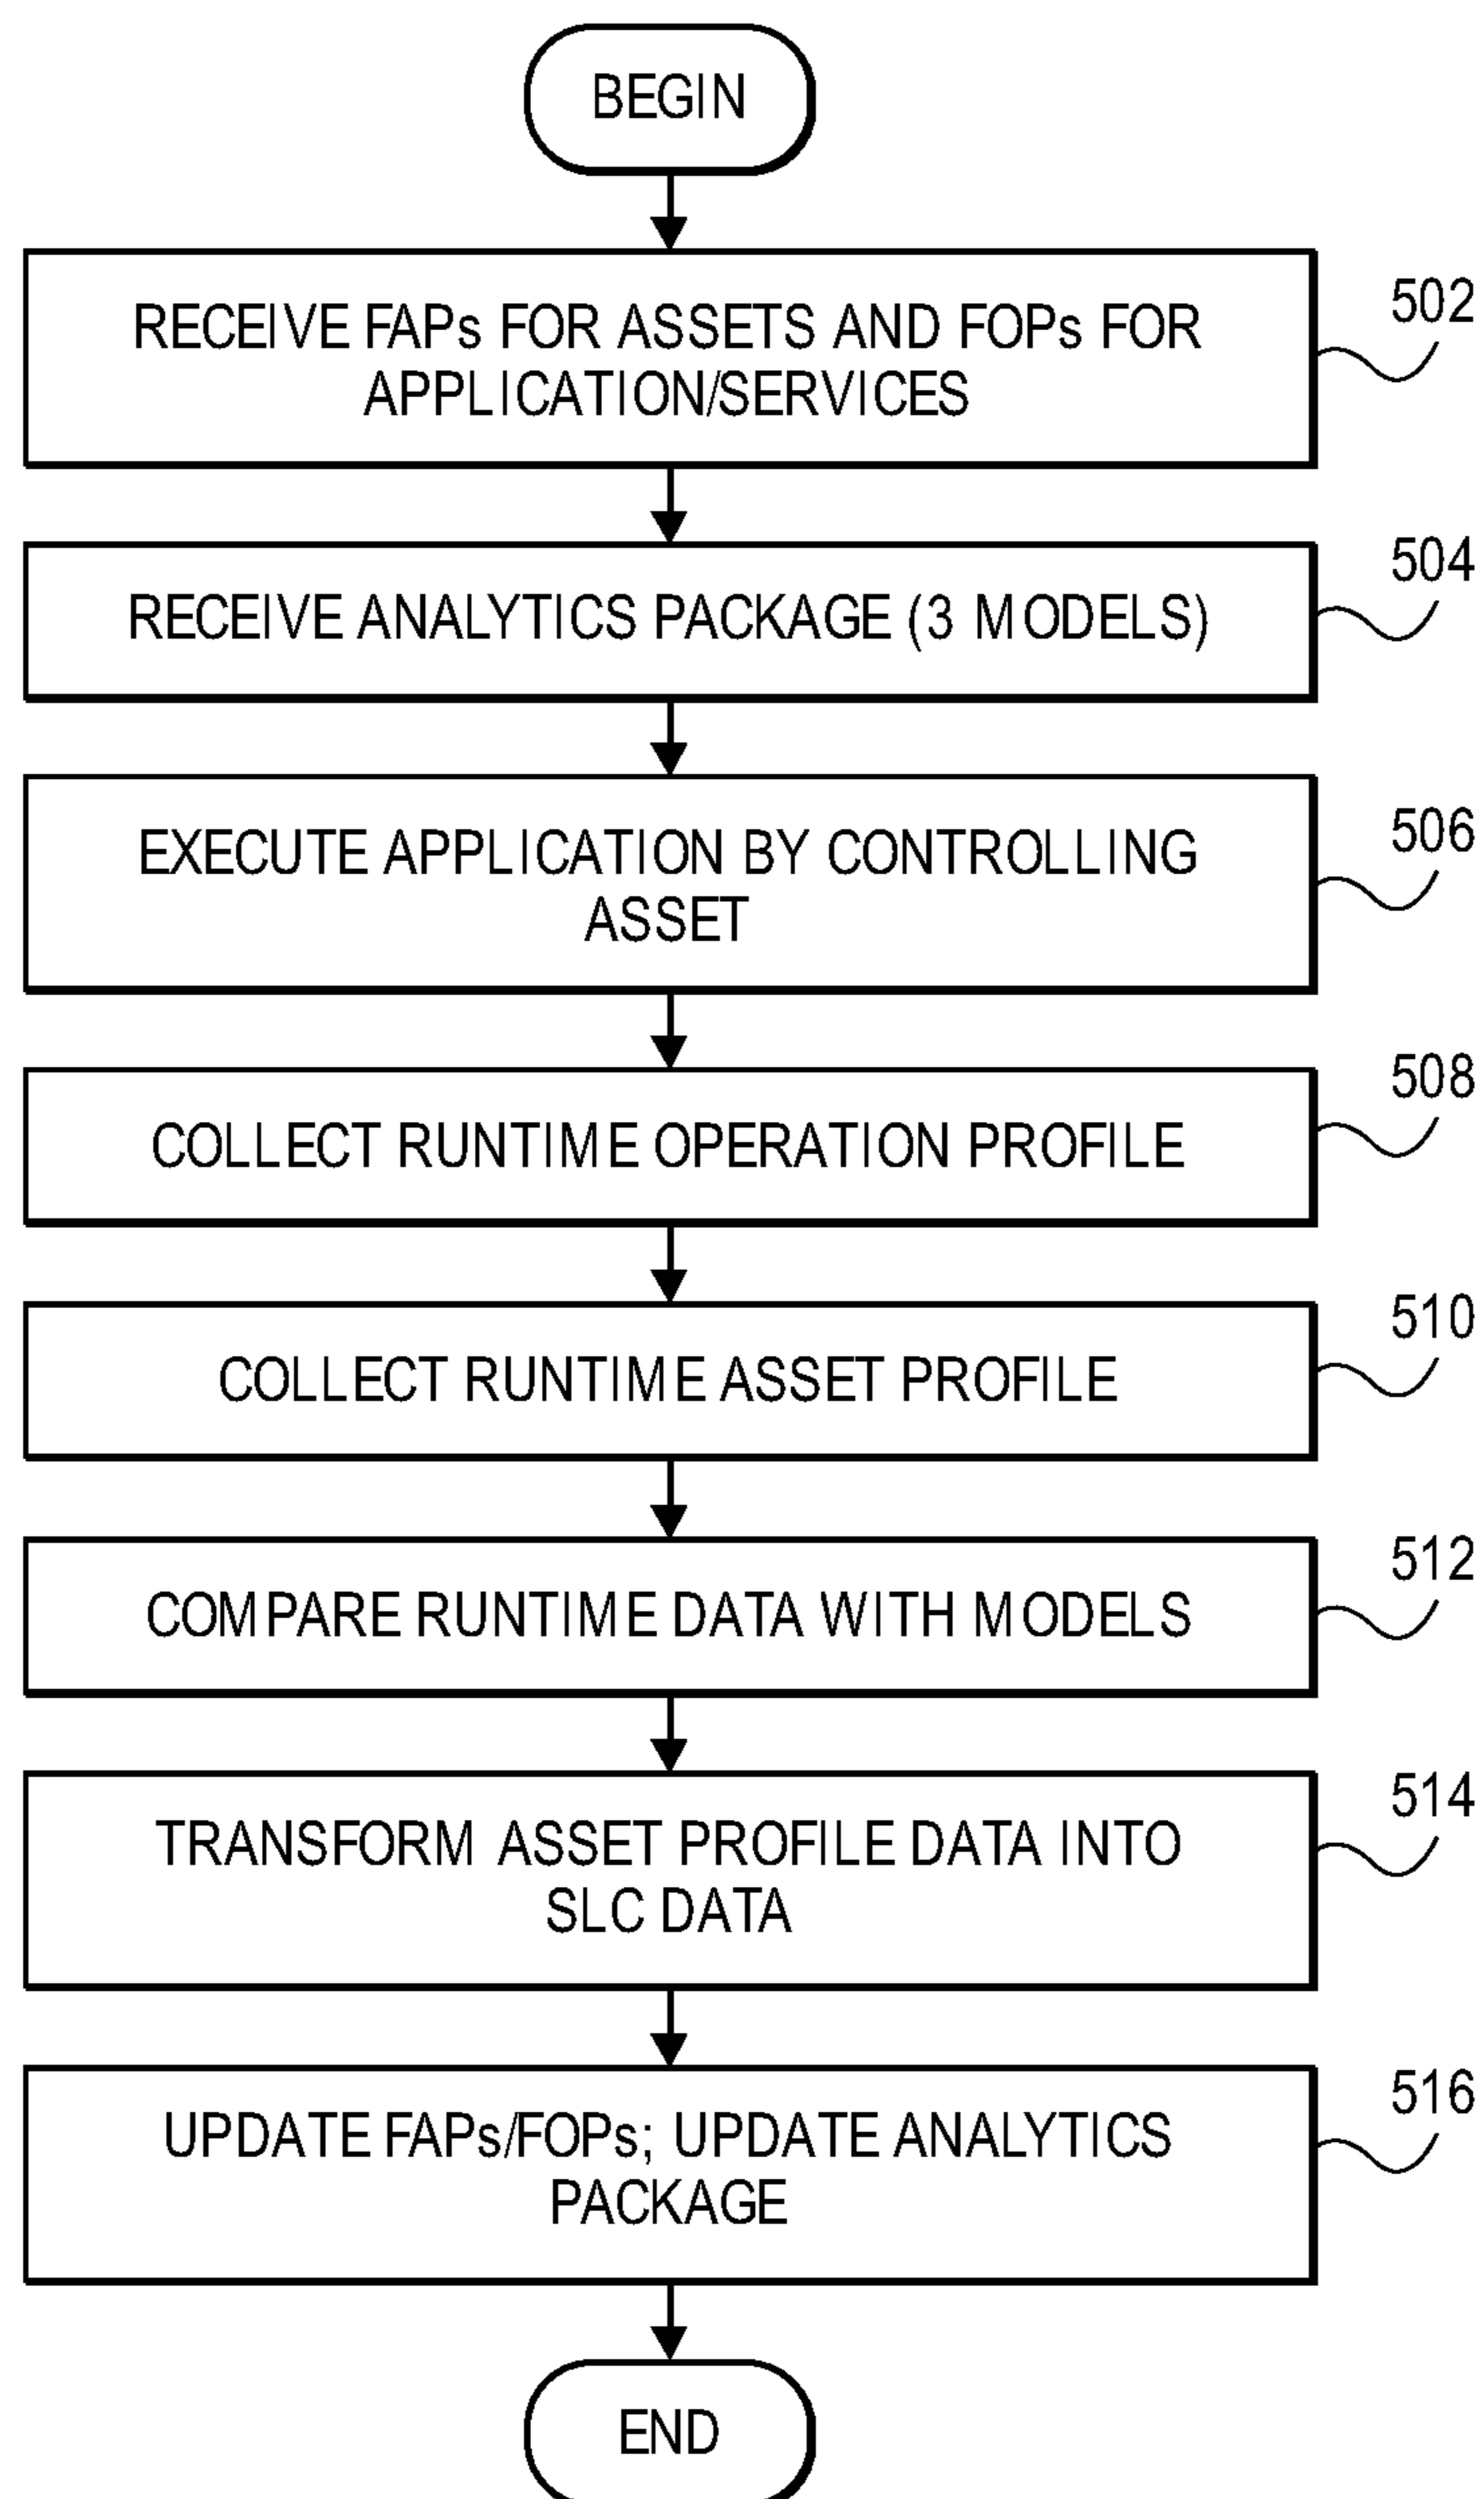 BEGIN
RECEIVE FAPs FOR ASSETS AND FOPs FOR
APPLICATION/SERVICES
502
RECEIVE ANALYTICS PACKAGE (3 MODELS)
504
EXECUTE APPLICATION BY CONTROLLING
ASSET
506
COLLECT RUNTIME OPERATION PROFILE
508
COLLECT RUNTIME ASSET PROFILE
510
COMPARE RUNTIME DATA WITH MODELS
512
TRANSFORM ASSET PROFILE DATA INTO
SLC DATA
514
UPDATE FAPs/FOPs; UPDATE ANALYTICS
PACKAGE
516
END